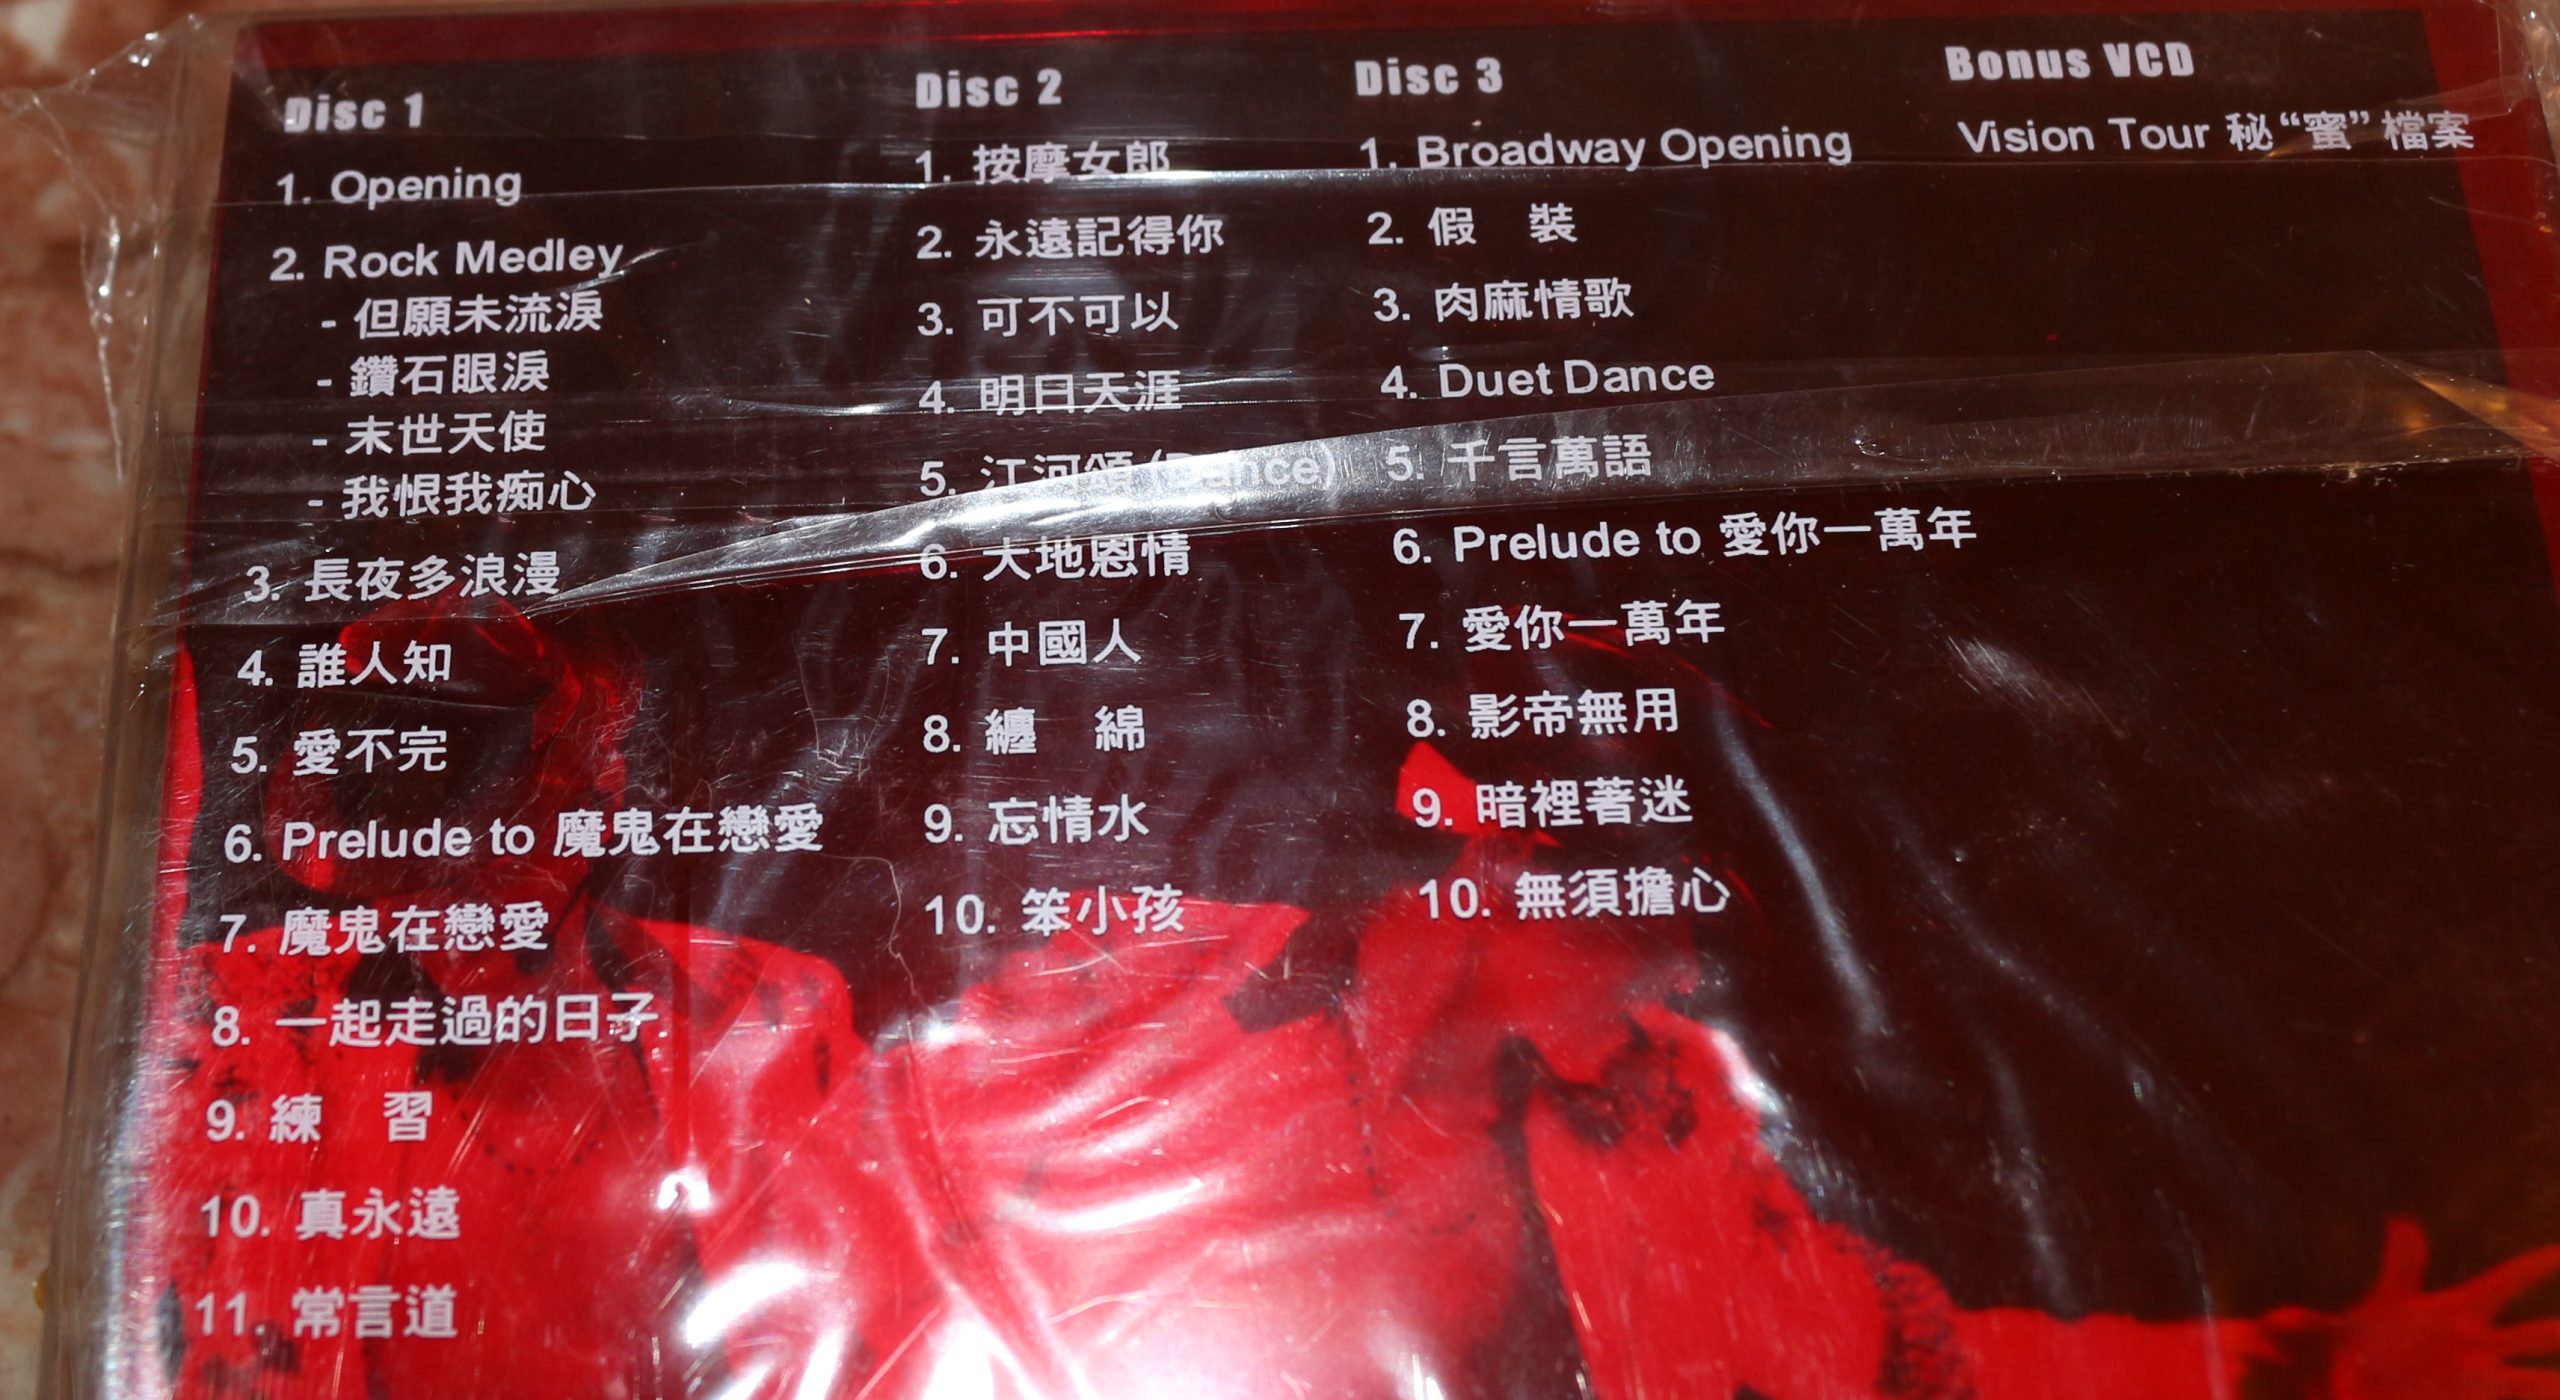 Disc 1
1. Opening
2. Rock Medley
- 但願未流淚
- 鑽石眼淚
- 末世天使
- 我恨我痴心
3. 長夜多浪漫
4. 誰人知
5. 愛不完
6. Prelude to 魔鬼在戀愛
7. 魔鬼在戀愛
8. 一起走過的日子
9. 練 習
10. 真永遠
11. 常言道
Disc 2
1. 按摩女郎
2. 永遠記得你
3. 可不可以
4. 明日天涯
5. 江河頌 (Dance)
6. 大地恩情
7. 中國人
8. 纏 綿
9. 忘情水
10. 笨小孩
Disc 3
1. Broadway Opening
2. 假 裝
3. 肉麻情歌
4. Duet Dance
5. 千言萬語
6. Prelude to 愛你一萬年
7. 愛你一萬年
8. 影帝無用
9. 暗裡著迷
10. 無須擔心
Bonus VCD
Vision Tour 秘“蜜”檔案